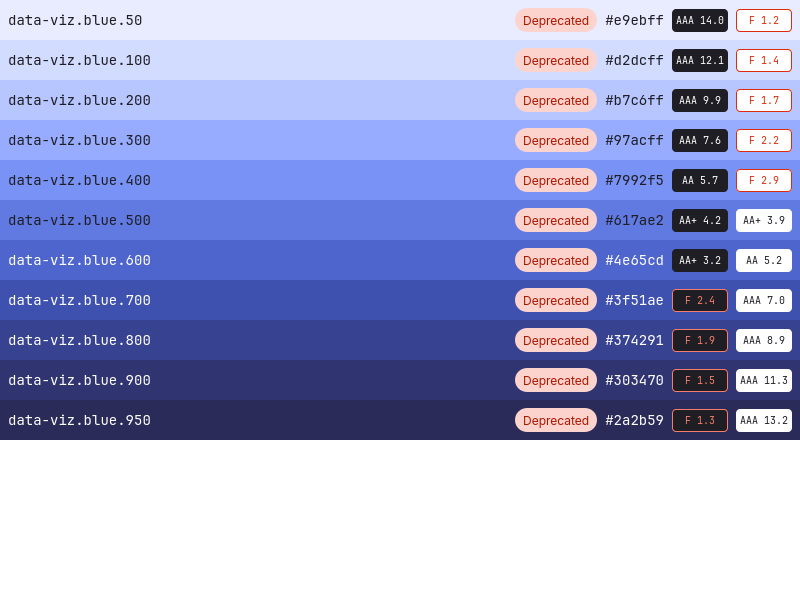 data-viz.blue.50 Deprecated #e9ebff AAA 14.0 F 1.2
data-viz.blue.100 Deprecated #d2dcff AAA 12.1 F 1.4
data-viz.blue.200 Deprecated #b7c6ff AAA 9.9 F 1.7
data-viz.blue.300 Deprecated #97acff AAA 7.6 F 2.2
data-viz.blue.400 Deprecated #7992f5 AA 5.7 F 2.9
data-viz.blue.500 Deprecated #617ae2 AA+ 4.2 AA+ 3.9
data-viz.blue.600 Deprecated #4e65cd AA+ 3.2 AA 5.2
data-viz.blue.700 Deprecated #3f51ae F 2.4 AAA 7.0
data-viz.blue.800 Deprecated #374291 F 1.9 AAA 8.9
data-viz.blue.900 Deprecated #303470 F 1.5 AAA 11.3
data-viz.blue.950 Deprecated #2a2b59 F 1.3 AAA 13.2